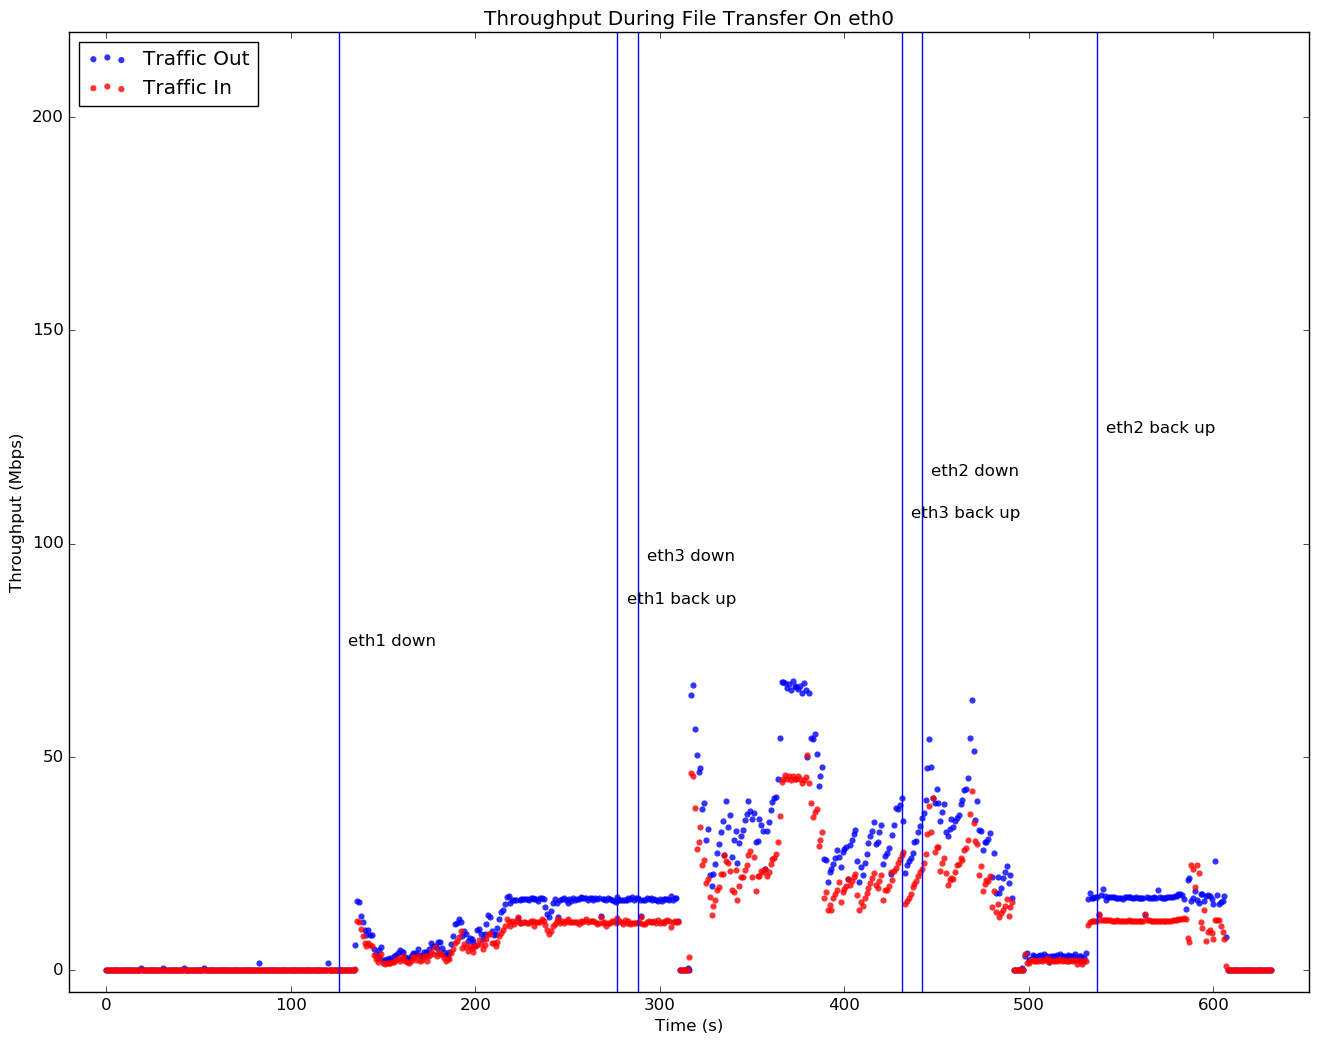 Throughput During File Transfer On eth0
Traffic Out
Traffic In
200
150
100
50
0
Throughput (Mbps)
eth2 back up
eth2 down
eth3 back up
eth3 down
eth1 back up
eth1 down
0 100 200 300 400 500 600
Time (s)